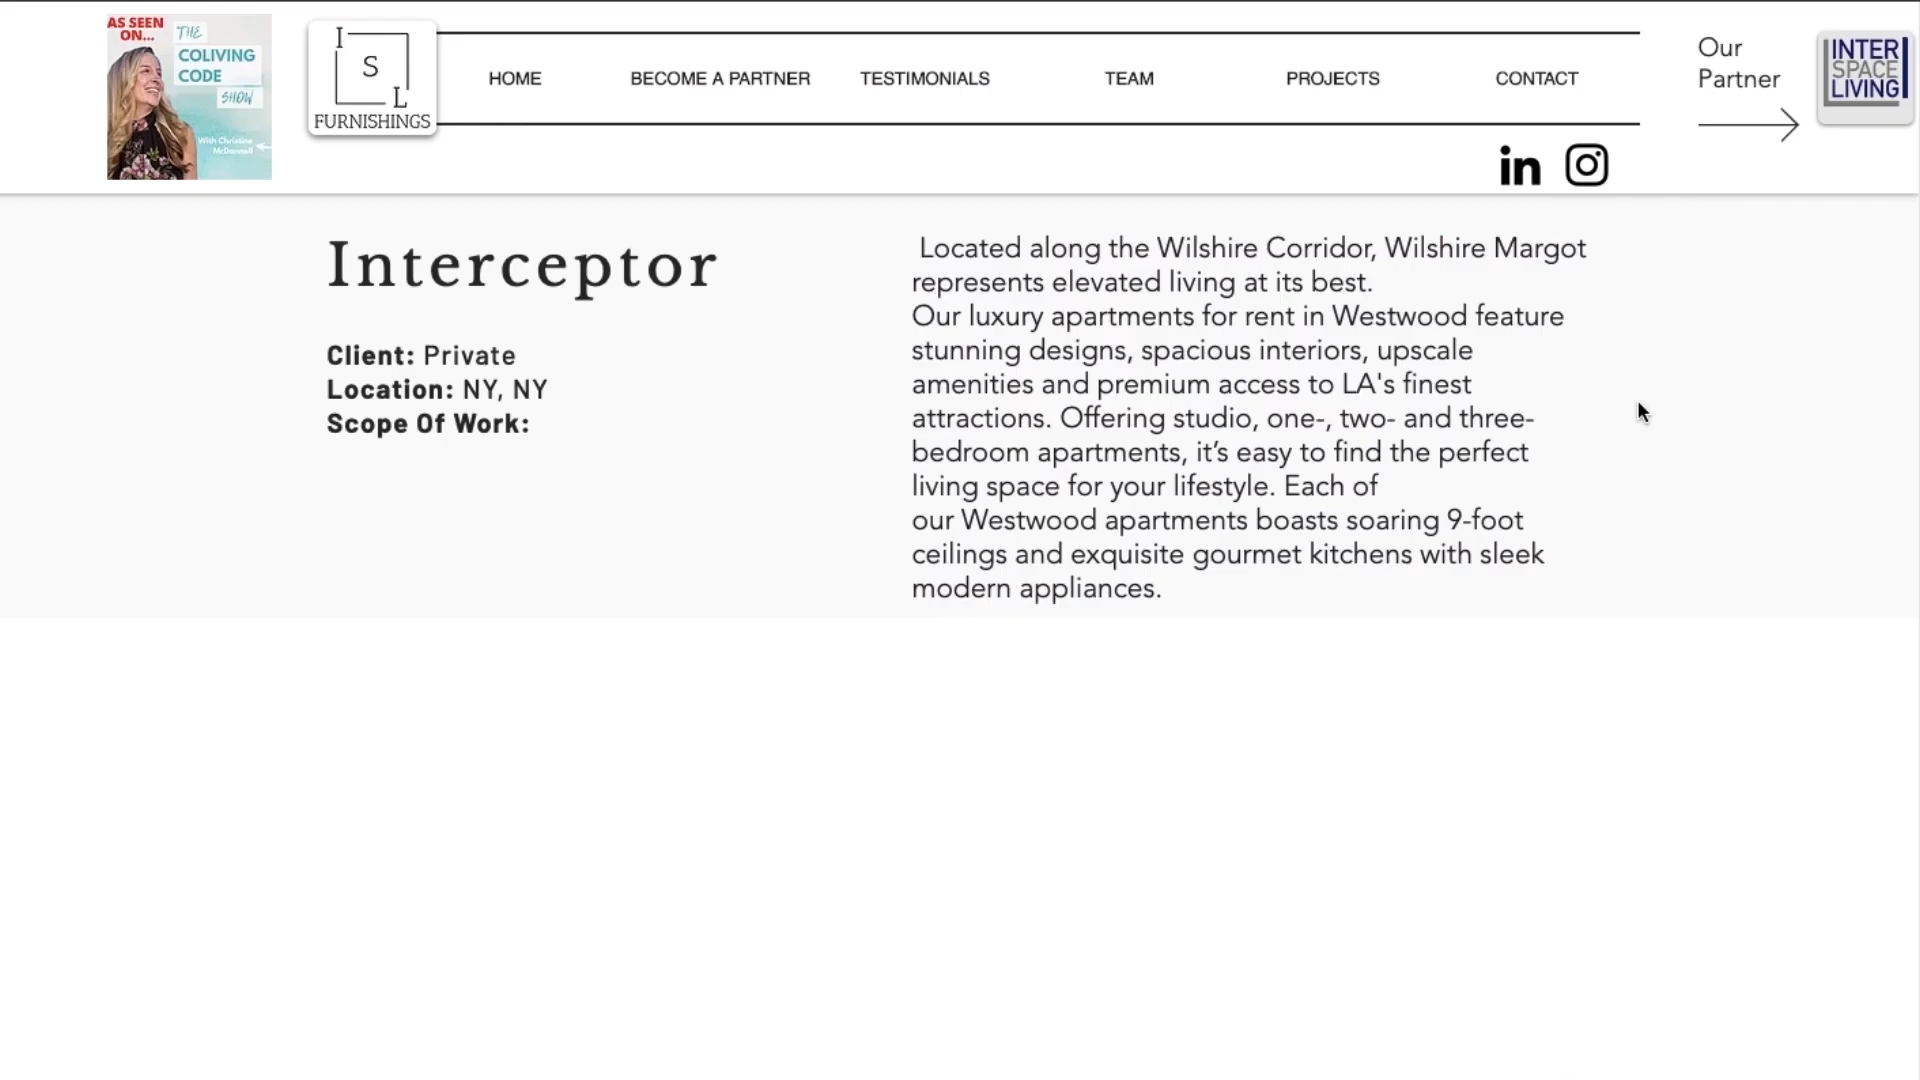 AS SEEN
ON...
THE
COLIVING
CODE
SHOW
With Christine
McDonnell
I
S
L
FURNISHINGS
HOME
BECOME A PARTNER
TESTIMONIALS
TEAM
PROJECTS
CONTACT
Our
Partner
INTER
SPACE
LIVING
in
Interceptor
Client: Private
Location: NY, NY
Scope Of Work:
Located along the Wilshire Corridor, Wilshire Margot
represents elevated living at its best.
Our luxury apartments for rent in Westwood feature
stunning designs, spacious interiors, upscale
amenities and premium access to LA's finest
attractions. Offering studio, one-, two- and three-
bedroom apartments, it’s easy to find the perfect
living space for your lifestyle. Each of
our Westwood apartments boasts soaring 9-foot
ceilings and exquisite gourmet kitchens with sleek
modern appliances.